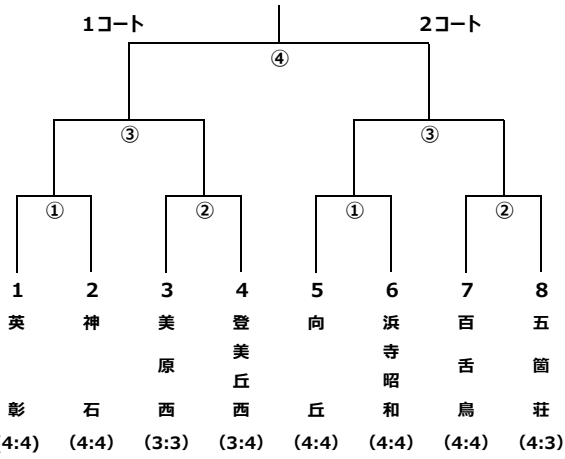 1コート 2コート
④
③ ③
① ② ① ②
1 2 3 4 5 6 7 8
英彰 神石 美原西 登美丘西 向丘 浜寺昭和 百舌鳥 五箇荘
4:4) (4:4) (3:3) (3:4) (4:4) (4:4) (4:4) (4:3)